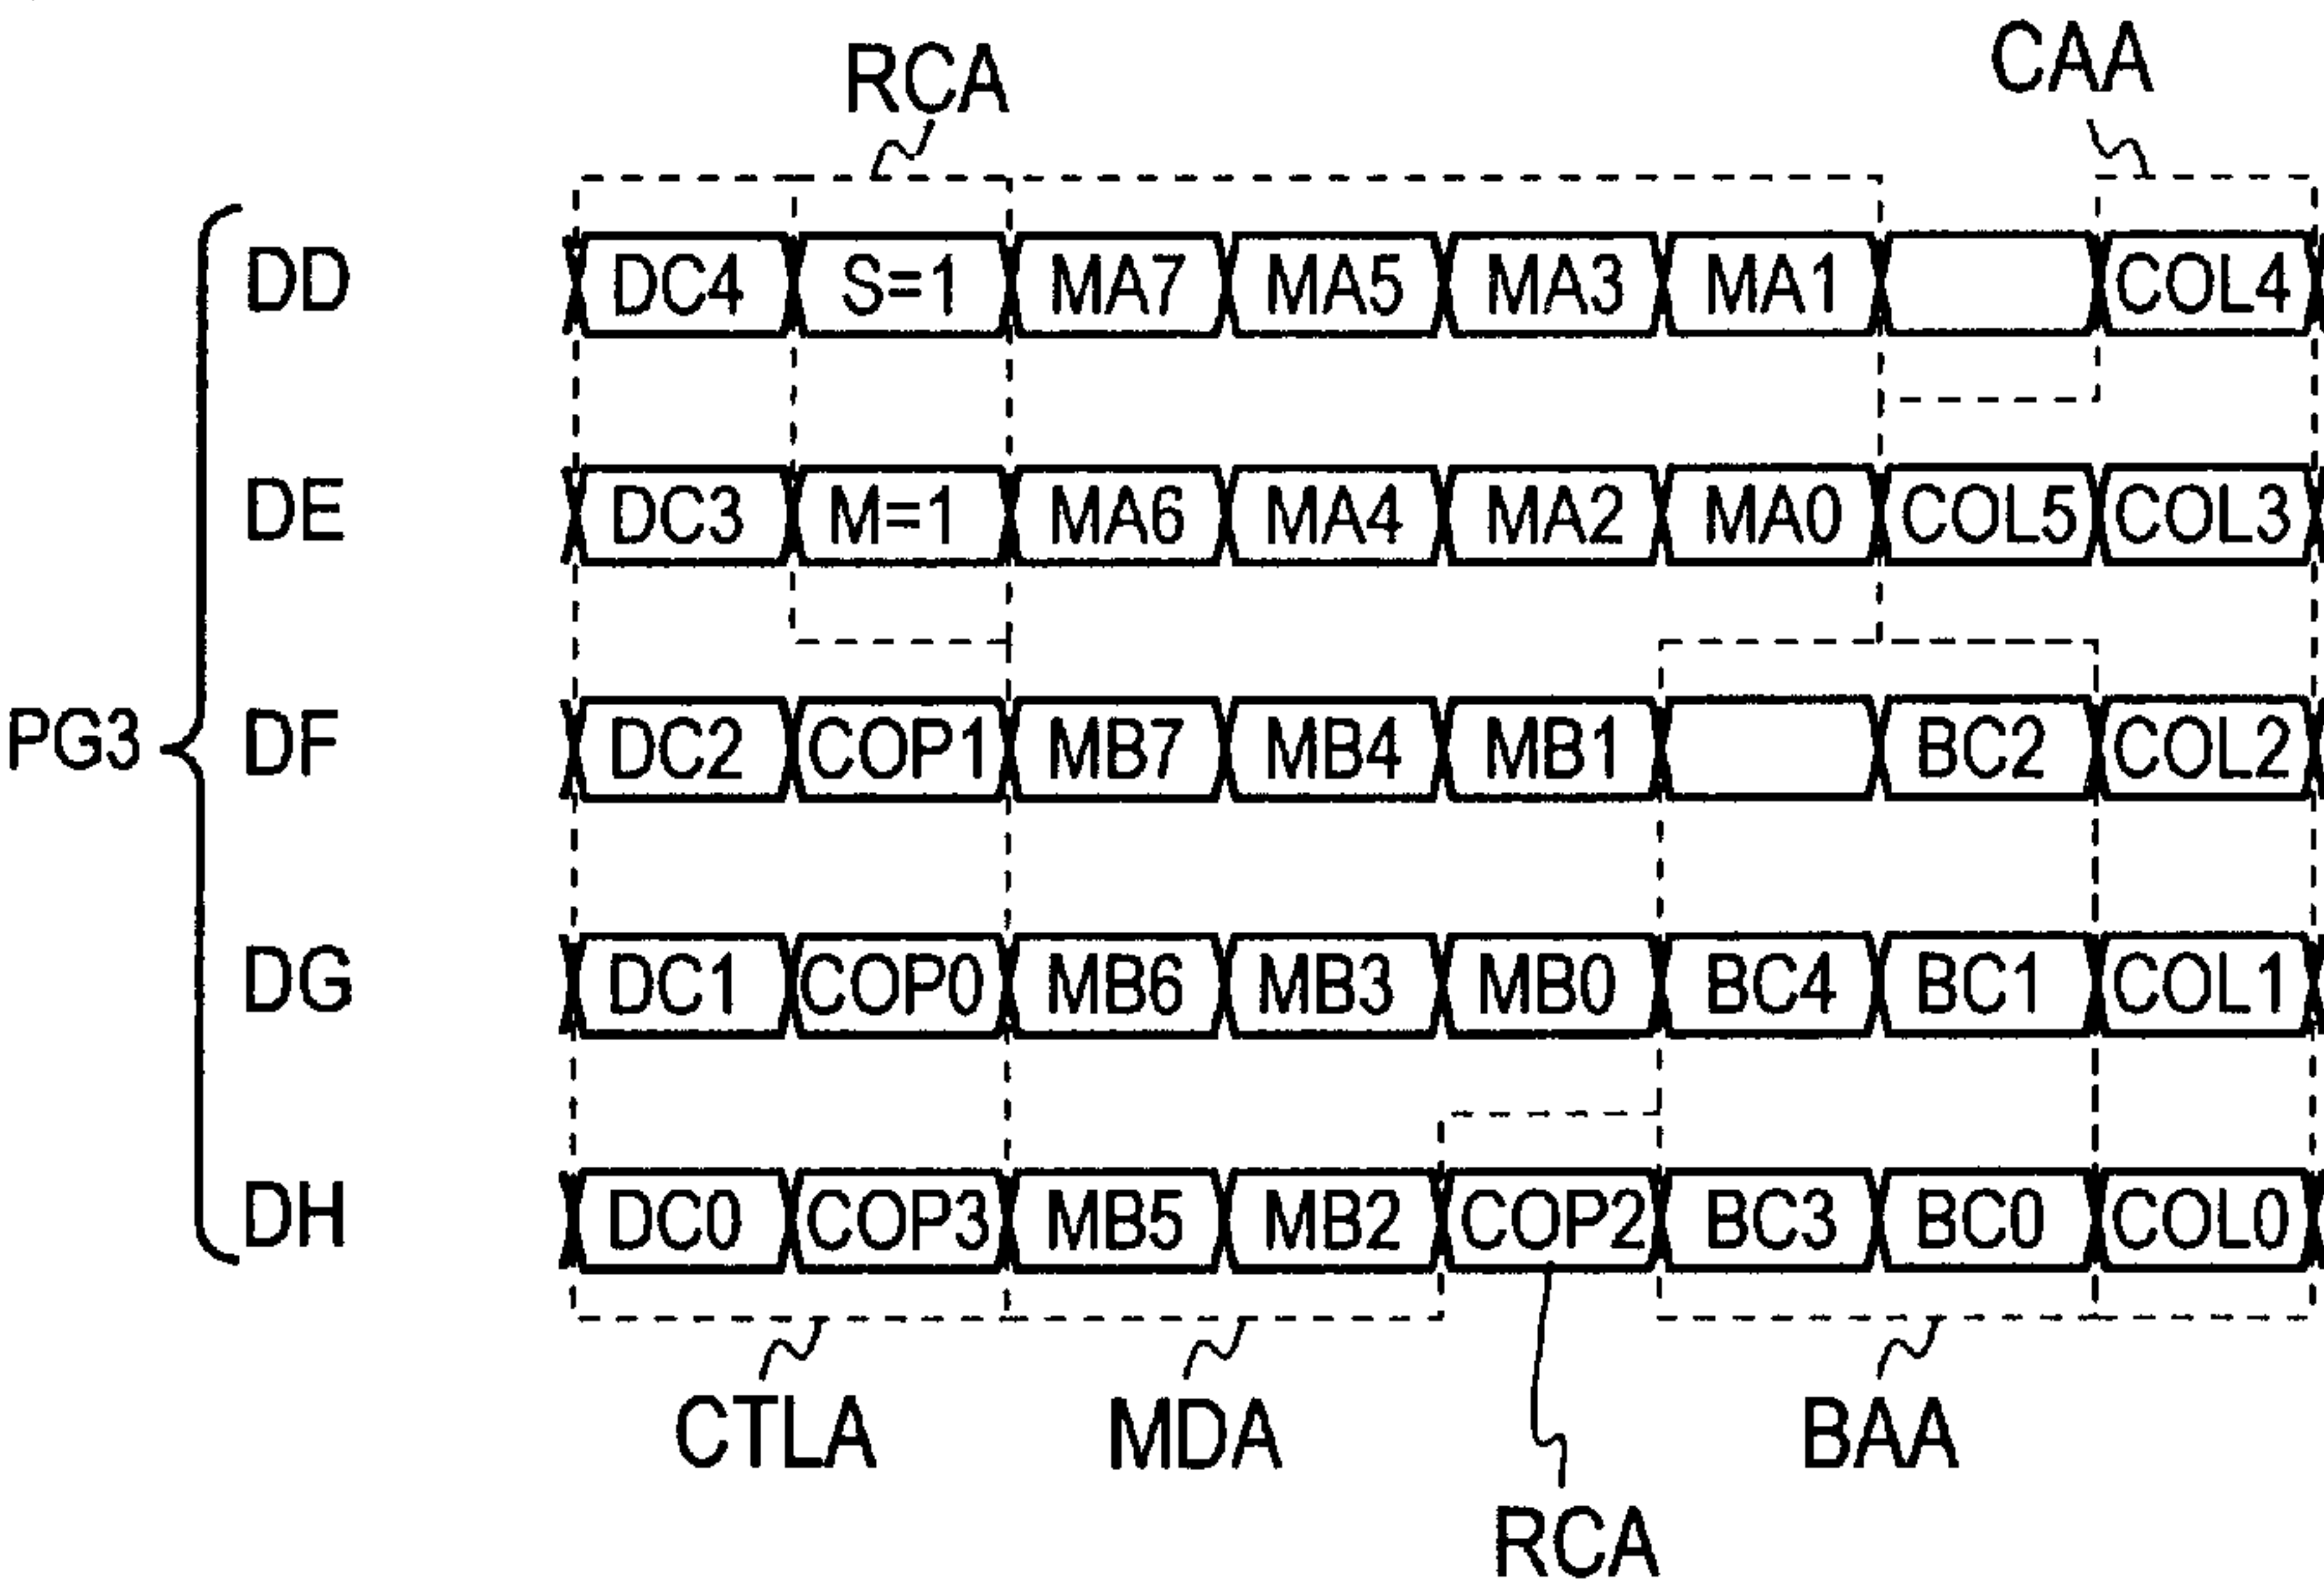 RCA CAA
DD DC4 S=1 MA7 MA5 MA3 MA1 COL4
DE DC3 M=1 MA6 MA4 MA2 MA0 COL5 COL3
PG3 DF DC2 COP1 MB7 MB4 MB1 BC2 COL2
DG DC1 COP0 MB6 MB3 MB0 BC4 BC1 COL1
DH DC0 COP3 MB5 MB2 COP2 BC3 BC0 COL0
CTLA MDA BAA
RCA